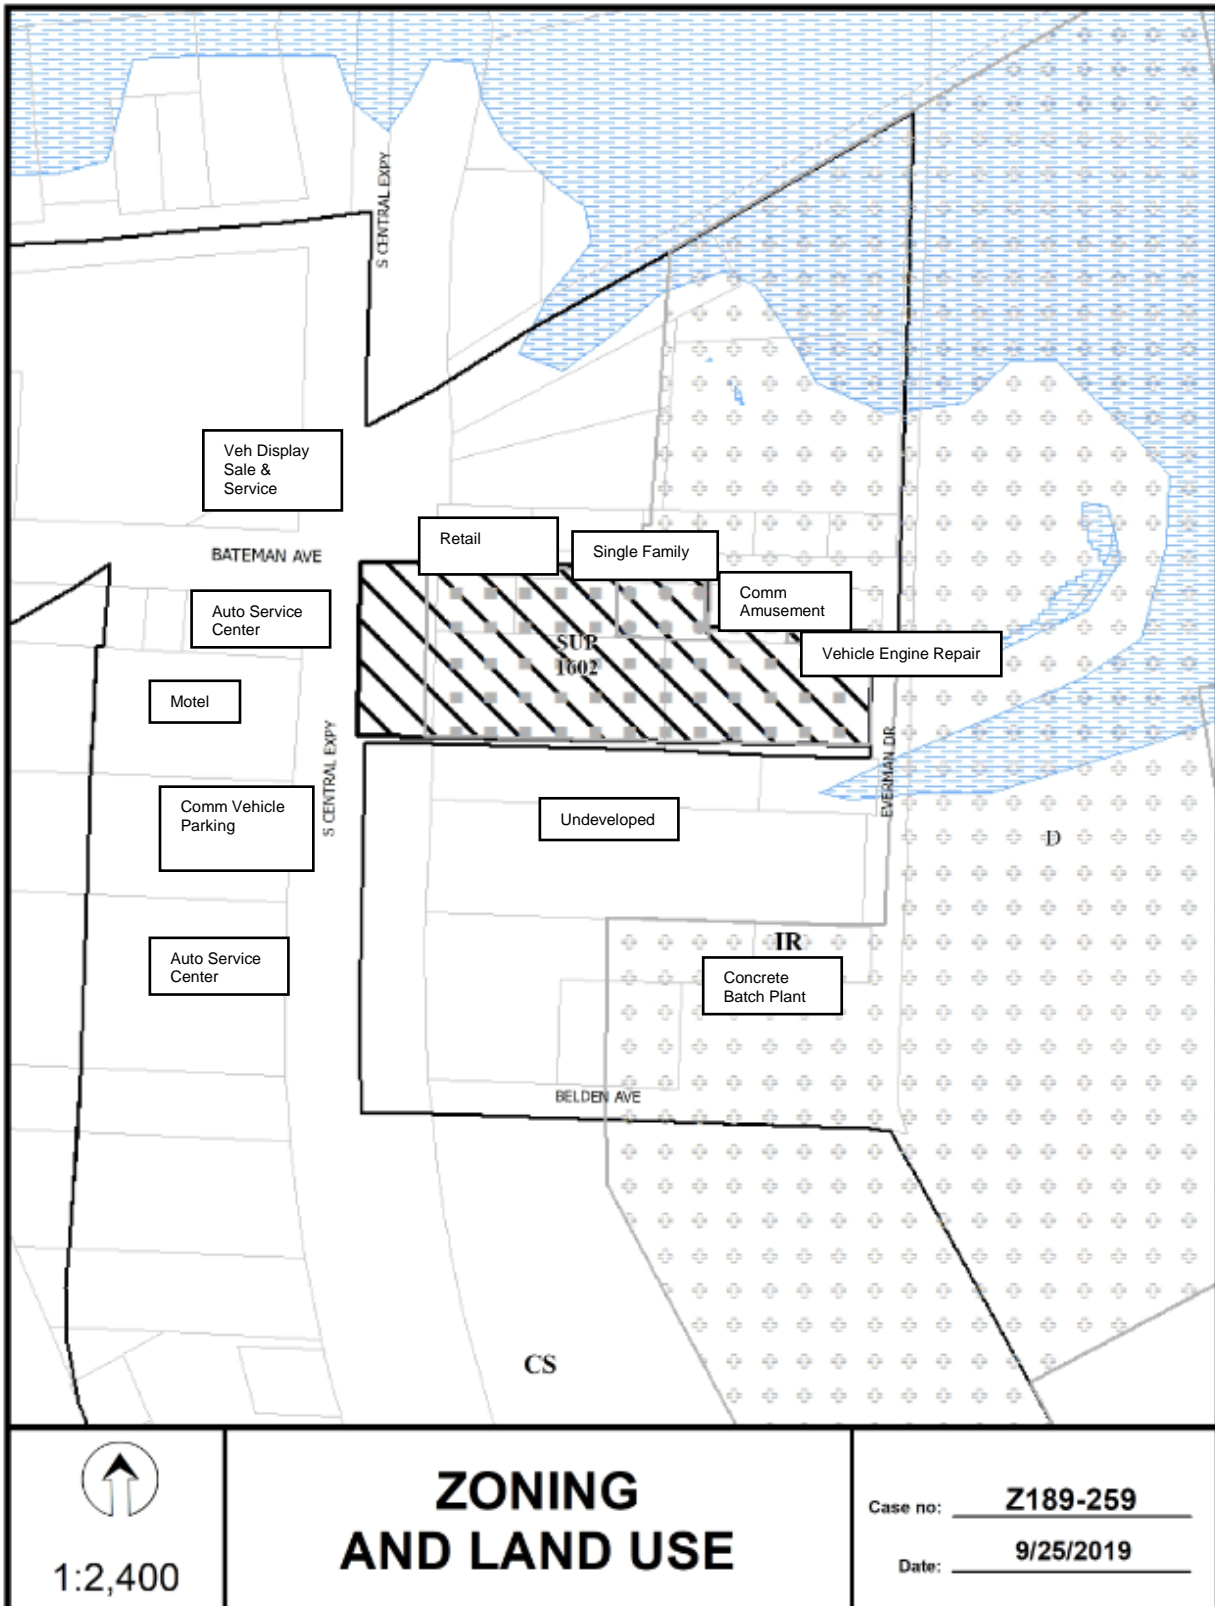 S CENTRAL EXPY
Veh Display
Sale &
Service
BATEMAN AVE
Retail
Single Family
Comm
Amusement
Auto Service
Center
SUP
1602
Vehicle Engine Repair
Motel
S CENTRAL EXPY
EVERMAN DR
Comm Vehicle
Parking
Undeveloped
D
IR
Auto Service
Center
Concrete
Batch Plant
BELDEN AVE
CS
1:2,400
ZONING
AND LAND USE
Case no: Z189-259
Date: 9/25/2019